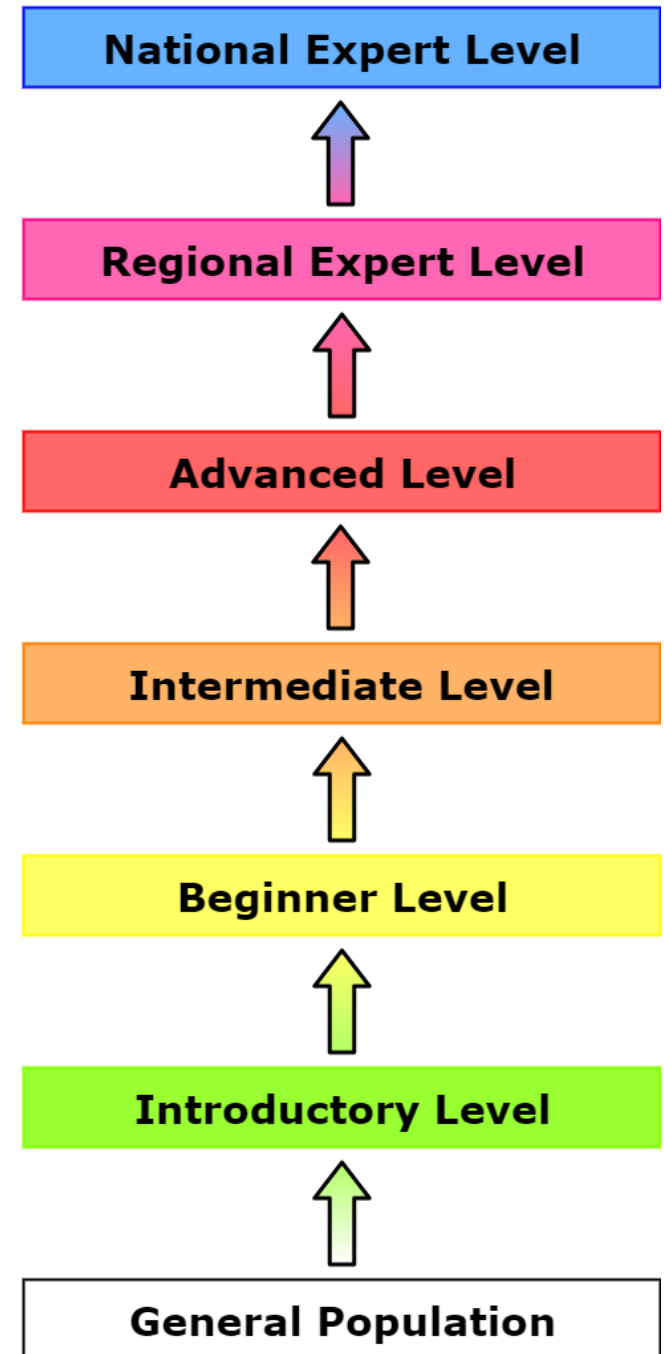 National Expert Level
Regional Expert Level
Advanced Level
Intermediate Level
Beginner Level
Introductory Level
General Population